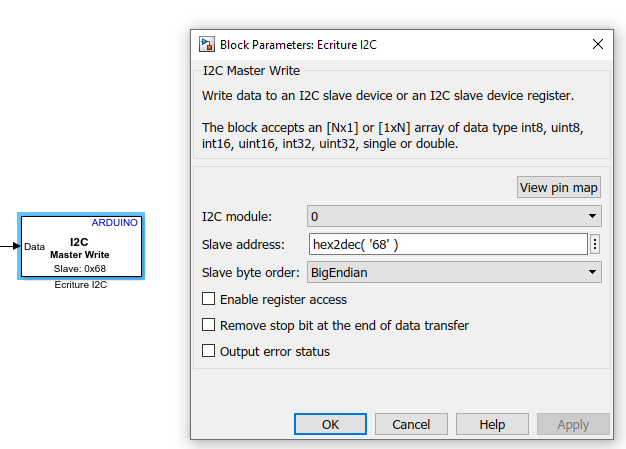 ARDUINO
Data
I2C
Master Write
Slave: 0x68
Ecriture I2C
Block Parameters: Ecriture I2C
I2C Master Write
Write data to an I2C slave device or an I2C slave device register.
The block accepts an [Nx1] or [1xN] array of data type int8, uint8,
int16, uint16, int32, uint32, single or double.
View pin map
I2C module: 0
Slave address: hex2dec( '68' )
Slave byte order: BigEndian
Enable register access
Remove stop bit at the end of data transfer
Output error status
OK Cancel Help Apply